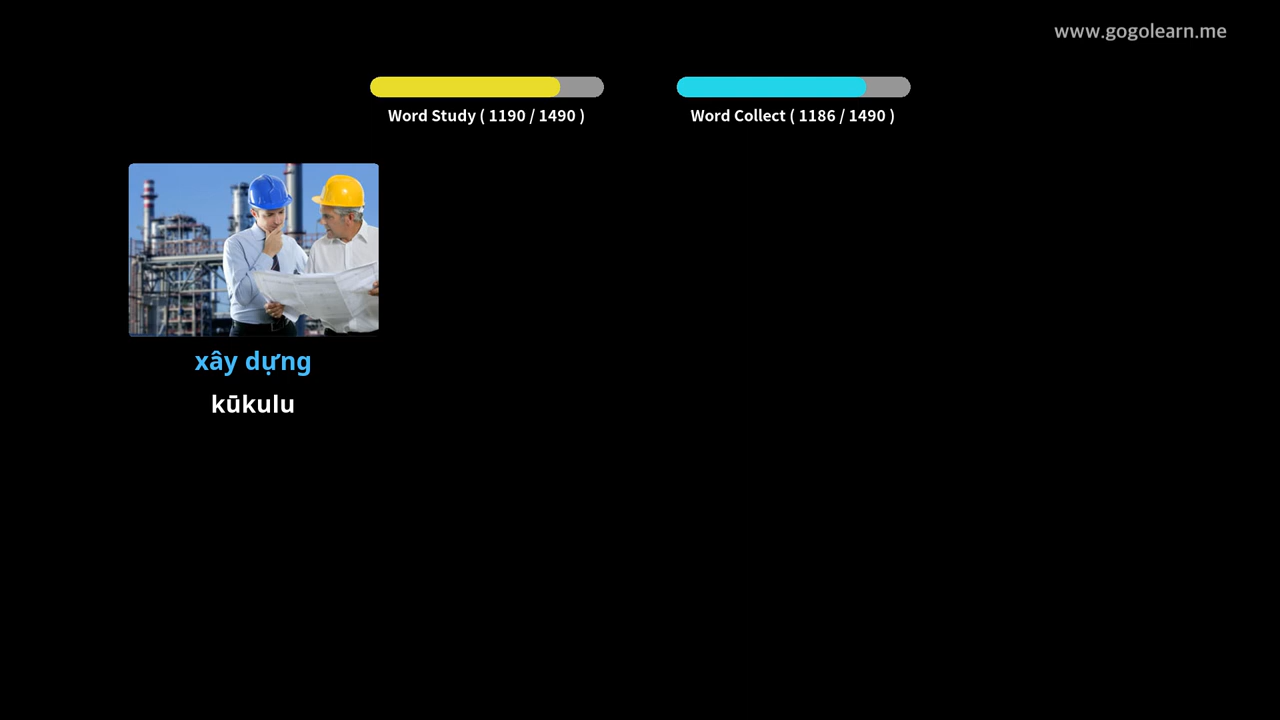 www.gogolearn.me
Word Study ( 1190 / 1490 )
Word Collect ( 1186 / 1490 )
xây dựng
kūkulu